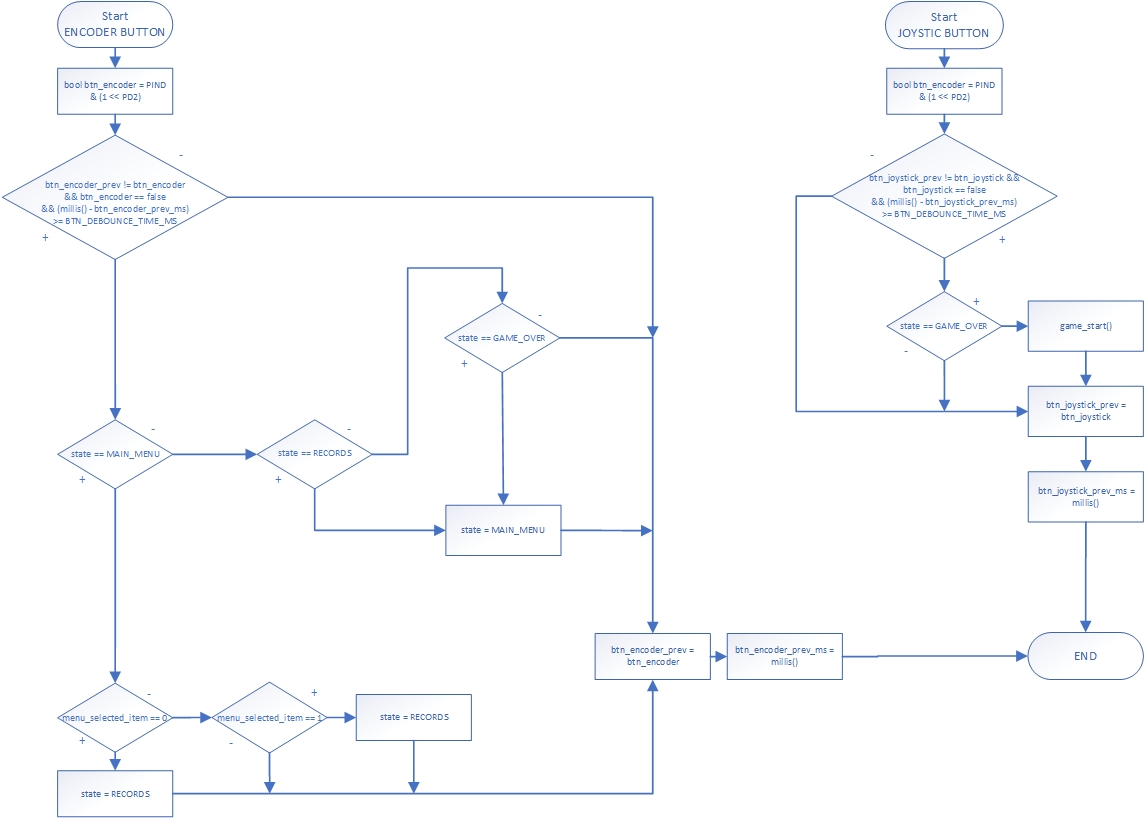 Start
ENCODER BUTTON
bool btn_encoder = PIND
& (1 << PD2)
-
btn_encoder_prev != btn_encoder
&& btn_encoder == false
&& (millis() - btn_encoder_prev_ms)
>= BTN_DEBOUNCE_TIME_MS
+
state == MAIN_MENU
-
+
state == RECORDS
-
+
state == GAME_OVER
-
+
state = MAIN_MENU
menu_selected_item == 0
-
+
menu_selected_item == 1
+
-
state = RECORDS
state = RECORDS
btn_encoder_prev =
btn_encoder
btn_encoder_prev_ms =
millis()
Start
JOYSTIC BUTTON
bool btn_encoder = PIND
& (1 << PD2)
-
btn_joystick_prev != btn_joystick &&
btn_joystick == false
&& (millis() - btn_joystick_prev_ms)
>= BTN_DEBOUNCE_TIME_MS
+
+
state == GAME_OVER
-
game_start()
btn_joystick_prev =
btn_joystick
btn_joystick_prev_ms =
millis()
END